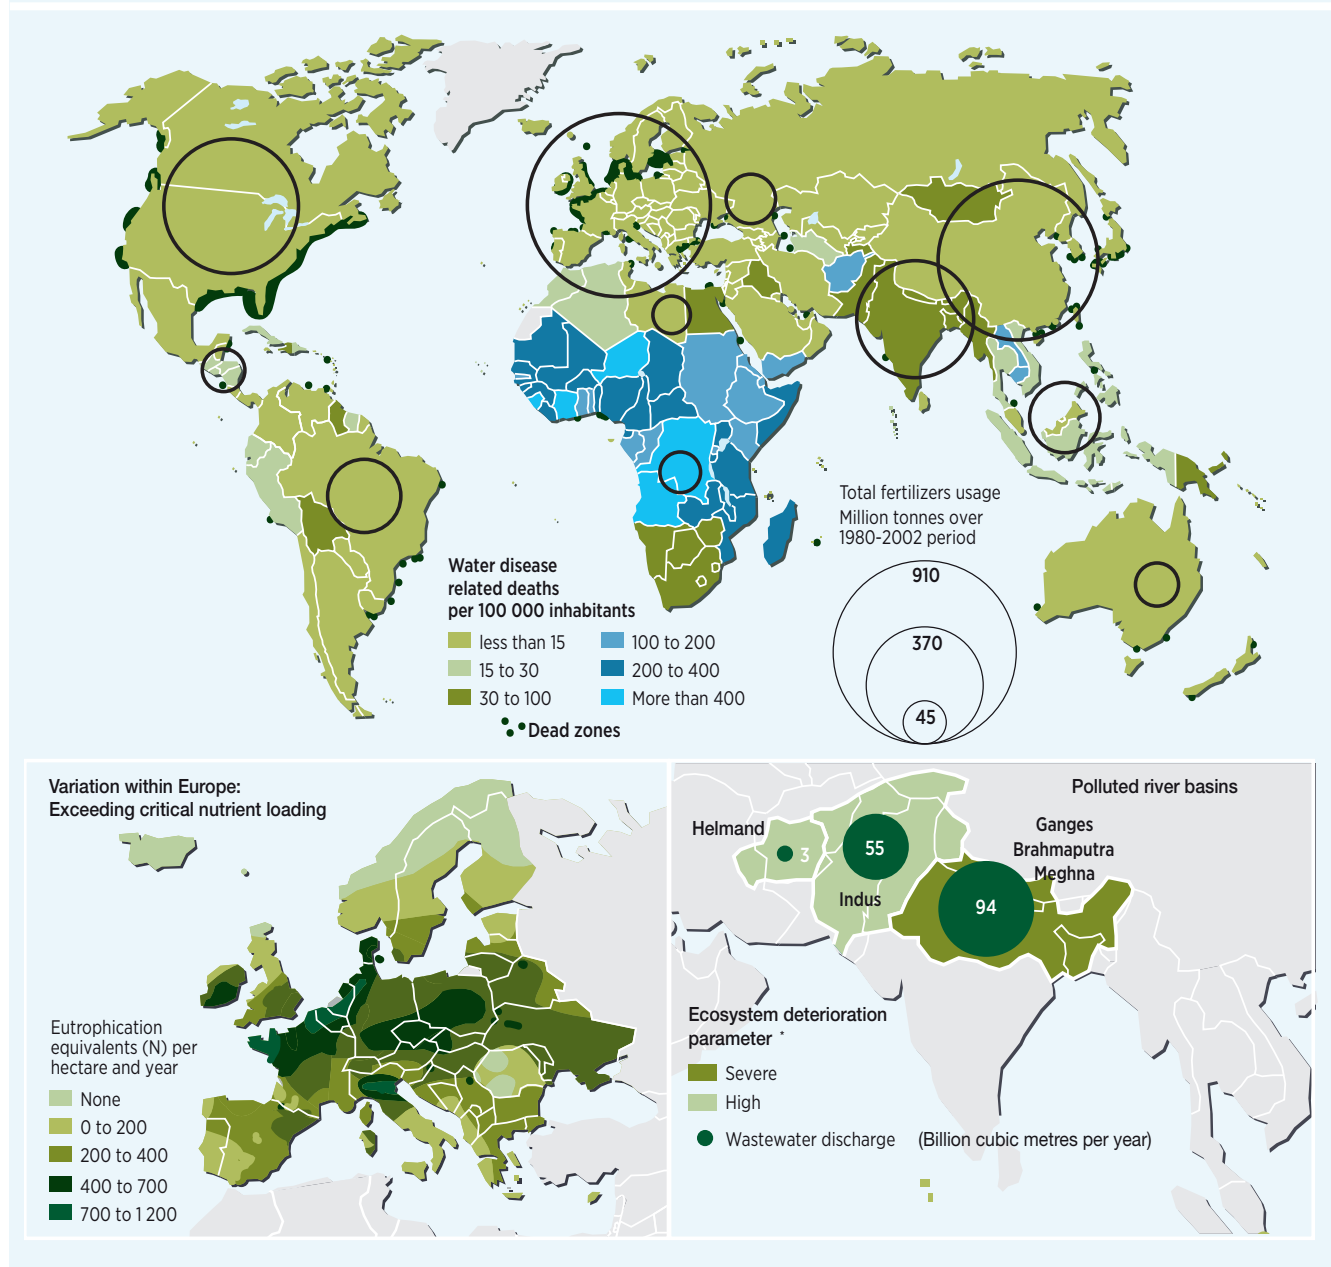 Total fertilizers usage
Million tonnes over
1980-2002 period
910
370
45
Water disease
related deaths
per 100 000 inhabitants
less than 15
15 to 30
30 to 100
100 to 200
200 to 400
More than 400
Dead zones
Variation within Europe:
Exceeding critical nutrient loading
Eutrophication
equivalents (N) per
hectare and year
None
0 to 200
200 to 400
400 to 700
700 to 1 200
Polluted river basins
Helmand
3
55
Indus
Ganges
Brahmaputra
Meghna
94
Ecosystem deterioration
parameter *
Severe
High
Wastewater discharge (Billion cubic metres per year)